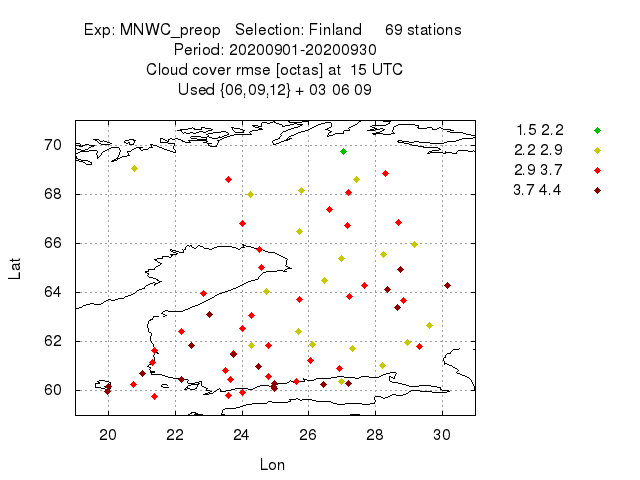 Exp: MNWC_preop   Selection: Finland     69 stations
Period: 20200901-20200930
Cloud cover rmse [octas] at  15 UTC
Used {06,09,12} + 03 06 09
1.5 2.2
2.2 2.9
2.9 3.7
3.7 4.4
70
68
66
64
62
60
Lat
20 22 24 26 28 30
Lon